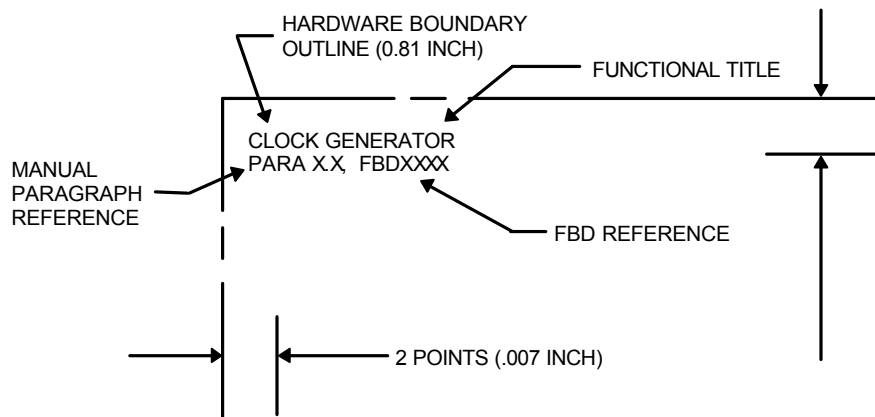 HARDWARE BOUNDARY
OUTLINE (0.81 INCH)
FUNCTIONAL TITLE
CLOCK GENERATOR
PARA X.X, FBDXXXX
MANUAL
PARAGRAPH
REFERENCE
FBD REFERENCE
2 POINTS (.007 INCH)